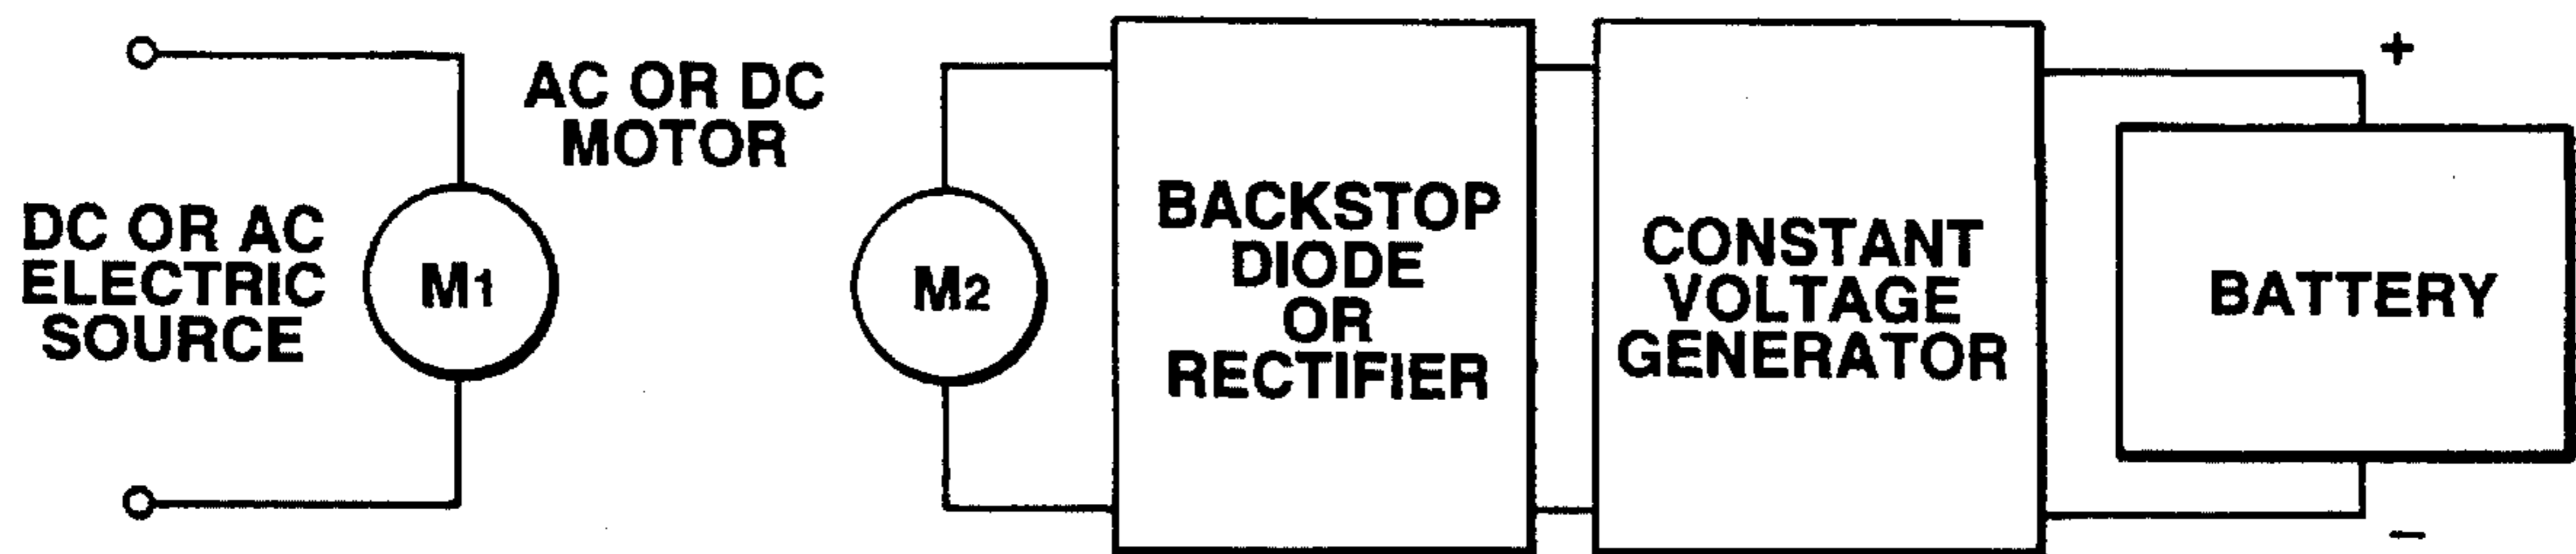 DC OR AC
ELECTRIC
SOURCE
M1
AC OR DC
MOTOR
M2
BACKSTOP
DIODE
OR
RECTIFIER
CONSTANT
VOLTAGE
GENERATOR
+
BATTERY
–